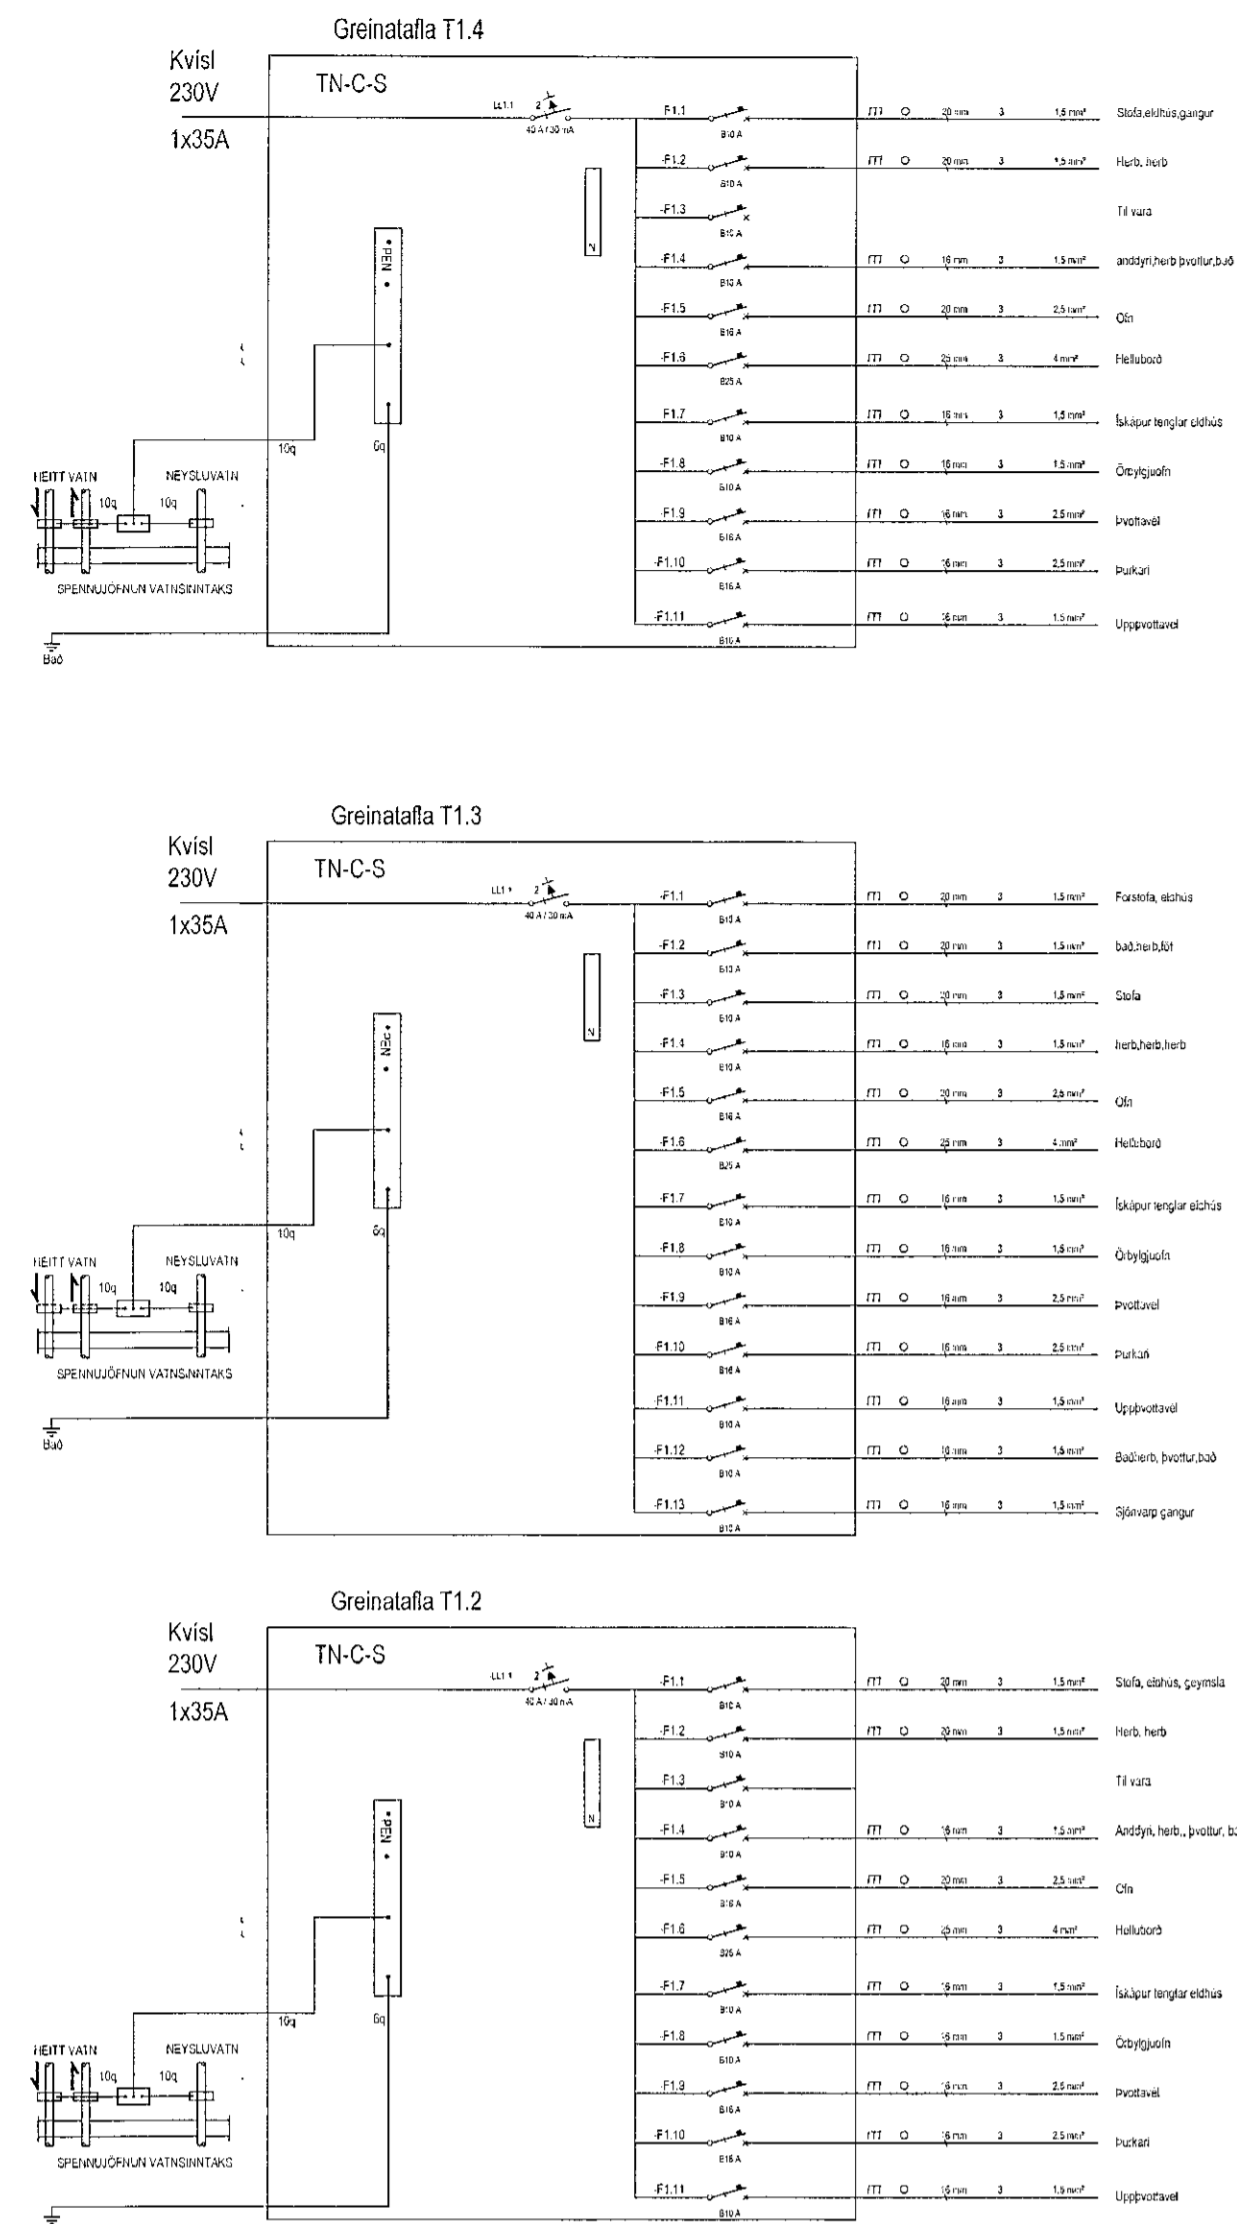 Greinatafla T1.4
Kvísl
230V
1x35A
TN-C-S
LL1.1
2
40 A / 30 mA
N
PEN
10q
6q
HEITT VATN
NEYSLUVATN
10q
10q
SPENNUJÖFNUN VATNSINNTAKS
Bað
-F1.1 B10 A m O 20 mm 3 1,5 mm² Stofa,eldhús,gangur
-F1.2 B10 A m O 20 mm 3 1,5 mm² Herb, herb
-F1.3 B10 A Til vara
-F1.4 B10 A m O 16 mm 3 1,5 mm² anddyri,herb þvottur,bað
-F1.5 B16 A m O 20 mm 3 2,5 mm² Ofn
-F1.6 B25 A m O 25 mm 3 4 mm² Helluborð
-F1.7 B10 A m O 16 mm 3 1,5 mm² Ískápur tenglar eldhús
-F1.8 B10 A m O 16 mm 3 1,5 mm² Örbylgjuofn
-F1.9 B16 A m O 16 mm 3 2,5 mm² Þvottavél
-F1.10 B16 A m O 16 mm 3 2,5 mm² Þurkari
-F1.11 m O 16 mm 3 1,5 mm² Uppþvottavel
Greinatafla T1.3
Kvísl
230V
1x35A
TN-C-S
LL1.1
2
40 A / 30 mA
N
PEN
10q
6q
HEITT VATN
NEYSLUVATN
10q
10q
SPENNUJÖFNUN VATNSINNTAKS
Bað
-F1.1 B10 A m O 20 mm 3 1,5 mm² Forstofa, eldhús
-F1.2 B10 A m O 20 mm 3 1,5 mm² bað,herb,föt
-F1.3 B10 A m O 20 mm 3 1,5 mm² Stofa
-F1.4 B10 A m O 16 mm 3 1,5 mm² herb,herb,herb
-F1.5 B16 A m O 20 mm 3 2,5 mm² Ofn
-F1.6 B25 A m O 25 mm 3 4 mm² Helluborð
-F1.7 B10 A m O 16 mm 3 1,5 mm² Ískápur tenglar eldhús
-F1.8 B10 A m O 16 mm 3 1,5 mm² Örbylgjuofn
-F1.9 B16 A m O 16 mm 3 2,5 mm² Þvottavel
-F1.10 B16 A m O 16 mm 3 2,5 mm² Þurkari
-F1.11 B10 A m O 16 mm 3 1,5 mm² Uppþvottavél
-F1.12 B10 A m O 16 mm 3 1,5 mm² Baðherb, þvottur,bað
-F1.13 B10 A m O 16 mm 3 1,5 mm² Sjónvarp gangur
Greinatafla T1.2
Kvísl
230V
1x35A
TN-C-S
-LL1.1
2
40 A / 30 mA
N
PEN
10q
6q
HEITT VATN
NEYSLUVATN
10q
10q
SPENNUJÖFNUN VATNSINNTAKS
-F1.1 B10 A m O 20 mm 3 1,5 mm² Stofa, eldhús, geymsla
-F1.2 B10 A m O 20 mm 3 1,5 mm² Herb, herb
-F1.3 B10 A Til vara
-F1.4 B10 A m O 16 mm 3 1,5 mm² Anddyri, herb,, þvottur,
-F1.5 B16 A m O 20 mm 3 2,5 mm² Ofn
-F1.6 B25 A m O 25 mm 3 4 mm² Helluborð
-F1.7 B10 A m O 16 mm 3 1,5 mm² Ískápur tenglar eldhús
-F1.8 B10 A m O 16 mm 3 1,5 mm² Örbylgjuofn
-F1.9 B16 A m O 16 mm 3 2,5 mm² Þvottavél
-F1.10 B16 A m O 16 mm 3 2,5 mm² Þurkari
-F1.11 B10 A m O 16 mm 3 1,5 mm² Uppþvottavel